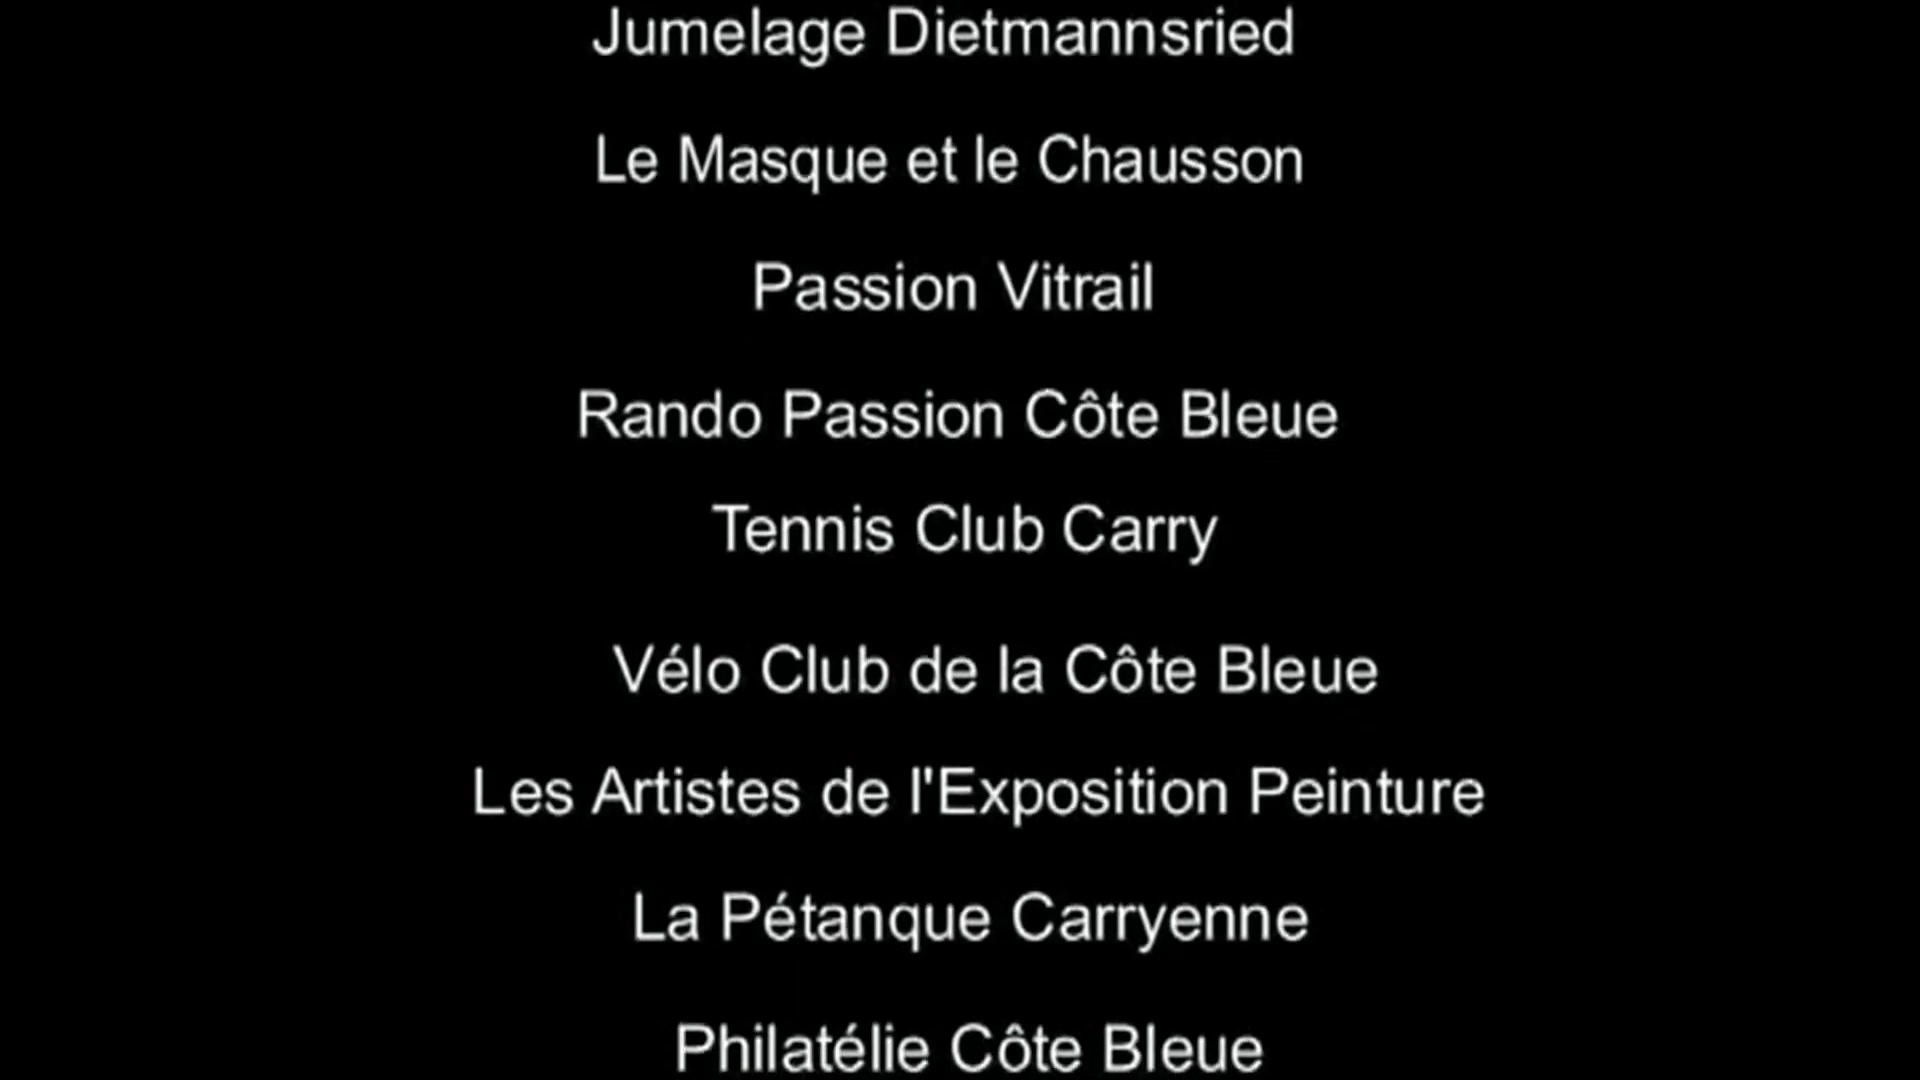 Jumelage Dietmannsried
Le Masque et le Chausson
Passion Vitrail
Rando Passion Côte Bleue
Tennis Club Carry
Vélo Club de la Côte Bleue
Les Artistes de l'Exposition Peinture
La Pétanque Carryenne
Philatélie Côte Bleue